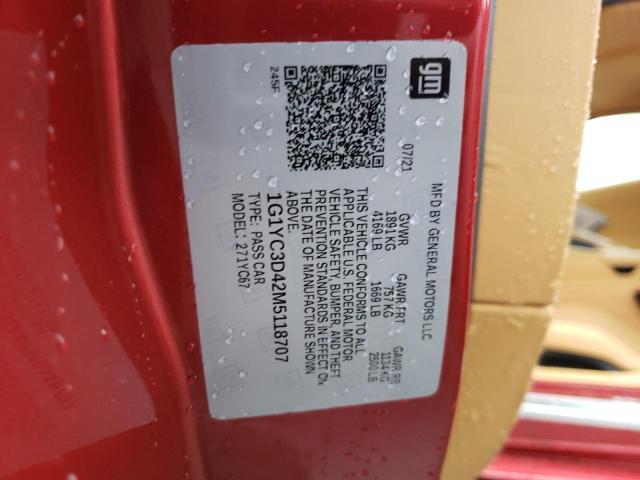 gm
MFD BY GENERAL MOTORS LLC
07/21
GVWR GAWR FRT GAWR RR
1891 KG 757 KG 1134 KG
4169 LB 1669 LB 2500 LB
THIS VEHICLE CONFORMS TO ALL
APPLICABLE U.S. FEDERAL MOTOR
VEHICLE SAFETY, BUMPER, AND THEFT
PREVENTION STANDARDS IN EFFECT ON
THE DATE OF MANUFACTURE SHOWN
ABOVE.
1G1YC3D42M5118707
TYPE: PASS CAR
MODEL: 271YC67
245F